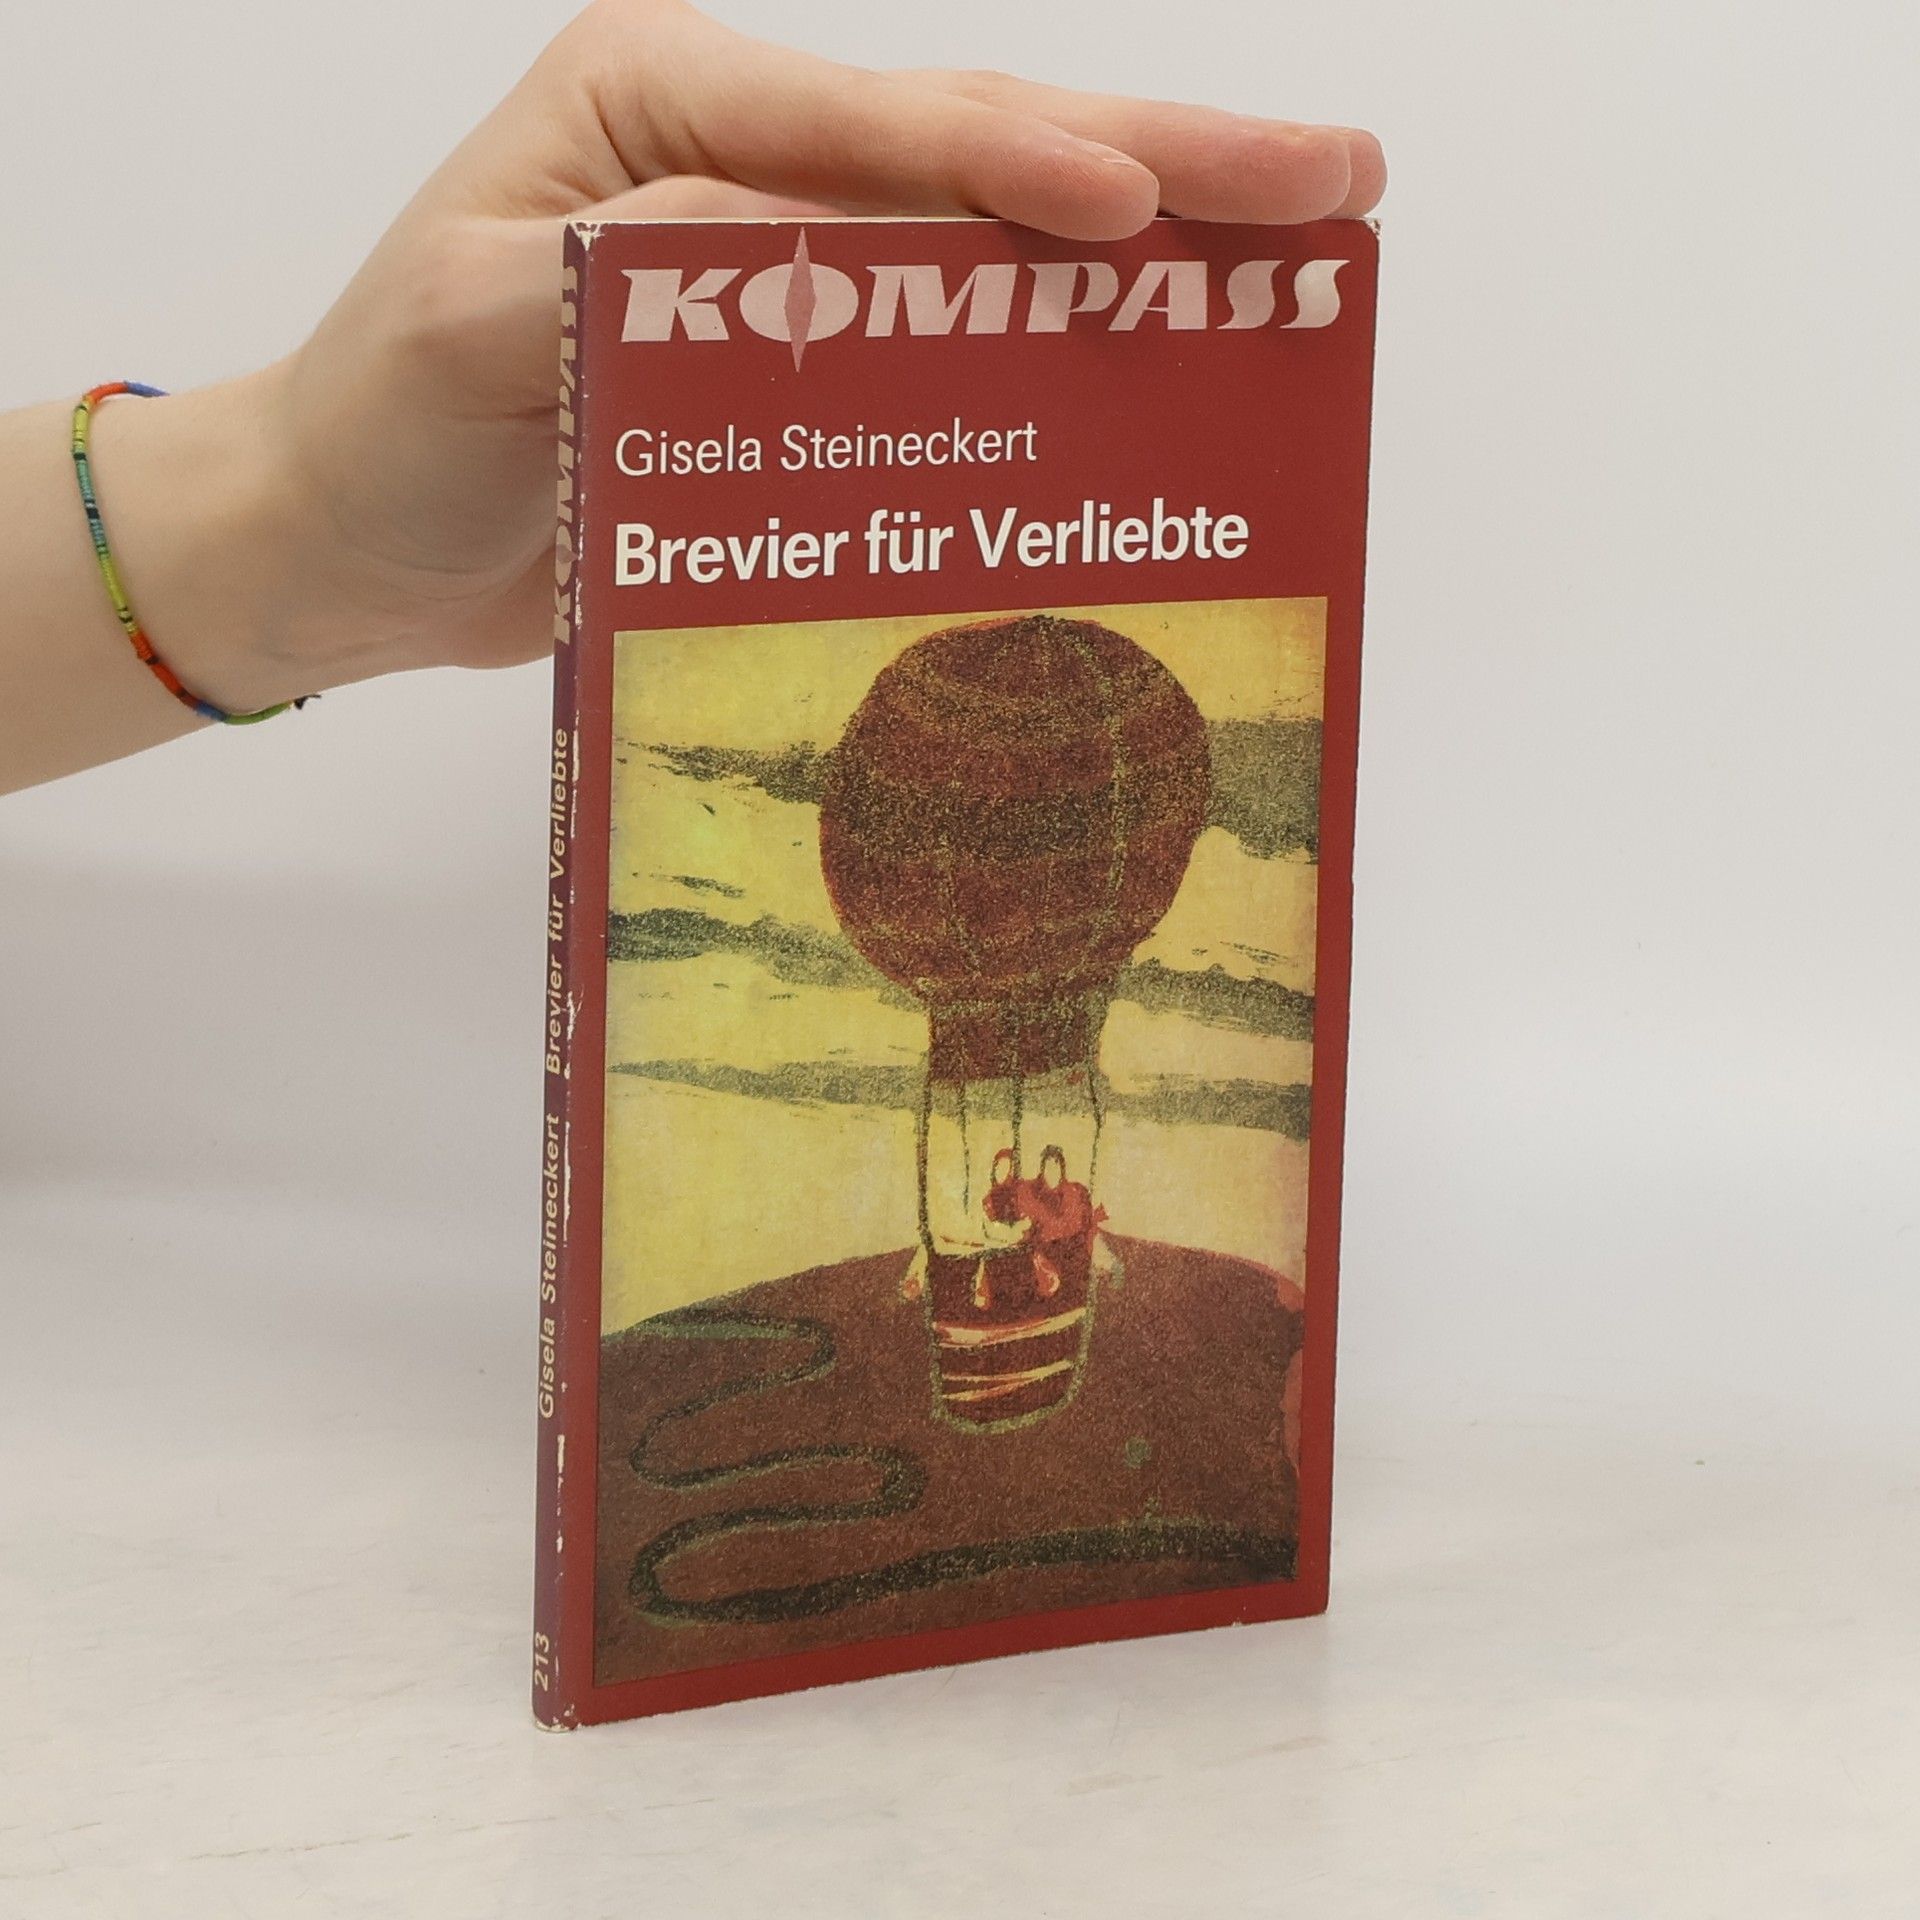 KOMPASS
Gisela Steineckert
Brevier für Verliebte
KOMPASS
Gisela Steineckert Brevier für Verliebte
213